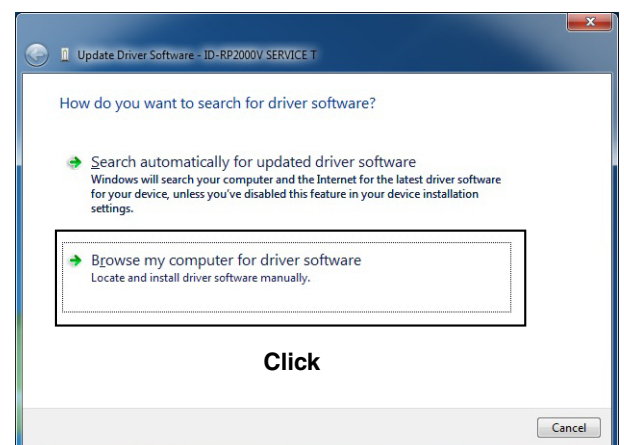 Update Driver Software - ID-RP2000V SERVICE T
How do you want to search for driver software?
Search automatically for updated driver software
Windows will search your computer and the Internet for the latest driver software
for your device, unless you've disabled this feature in your device installation
settings.
Browse my computer for driver software
Locate and install driver software manually.
Click
Cancel